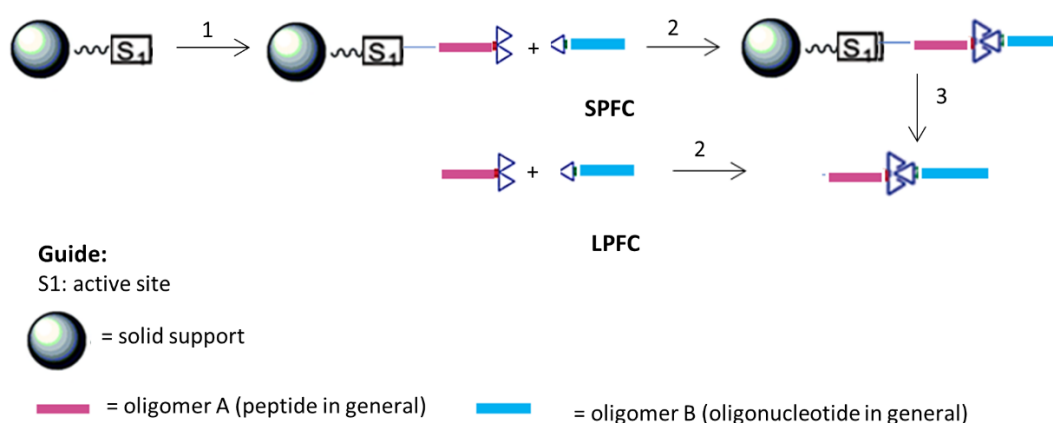 1
2
S1
S1
+
S1
SPFC
3
2
+
LPFC
Guide:
S1: active site
= solid support
= oligomer A (peptide in general)
= oligomer B (oligonucleotide in general)